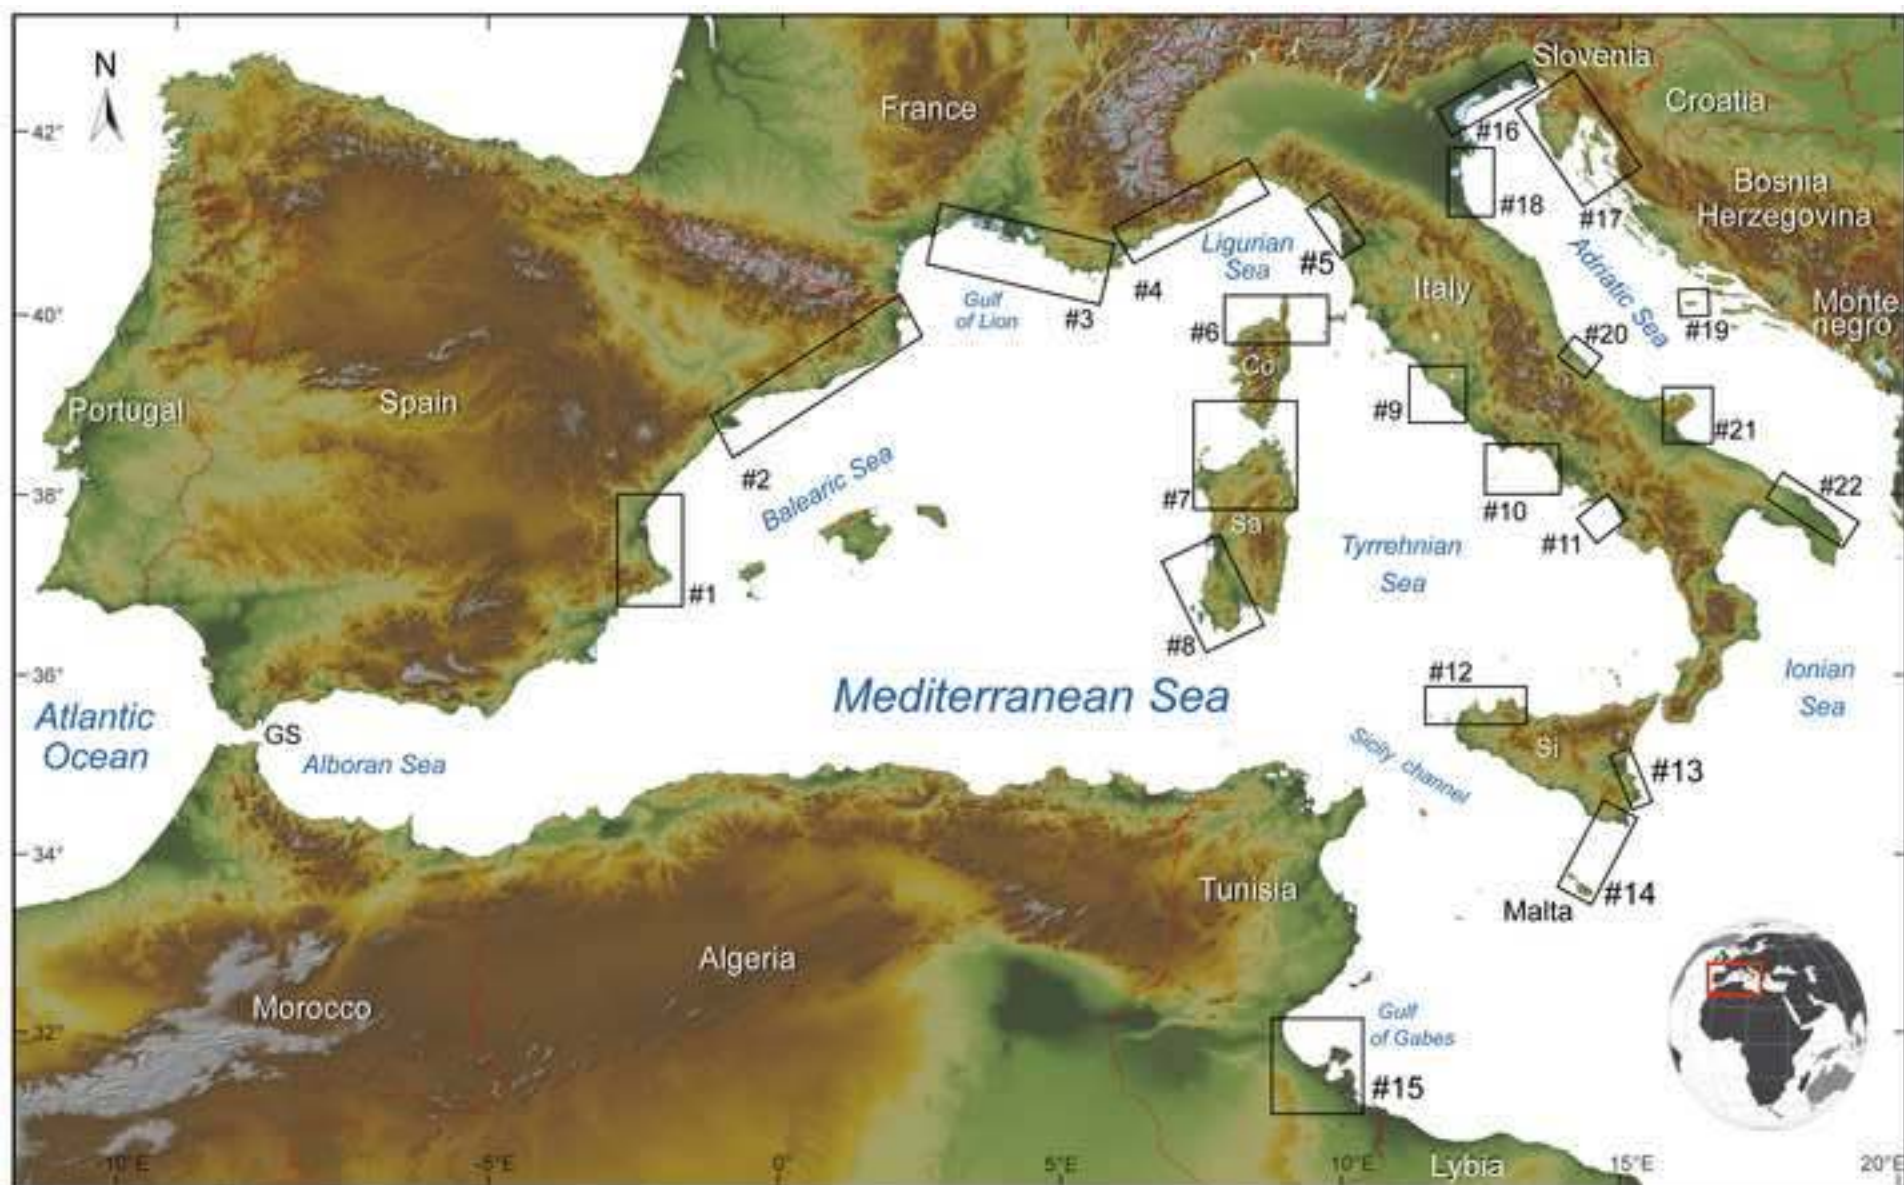 N
Slovenia
France
Croatia
42°
#16
Bosnia
Herzegovina
#18
#17
Ligurian
Sea
#5
#4
Adriatic Sea
Italy
Gulf
of Lion
#3
Monte
negro
40°
#6
#19
#20
Co
Portugal
Spain
#9
#21
#2
Balearic Sea
38°
#7
#10
#22
Sa
#11
Tyrrehnian
Sea
#1
#8
36°
#12
Ionian
Sea
Mediterranean Sea
Atlantic
Ocean
GS
Alboran Sea
Sicily channel
Si
#13
34°
Tunisia
#14
Malta
Algeria
Morocco
32°
Gulf
of Gabes
#15
-10°E
-5°E
0°
5°E
10°E
Lybia
15°E
20°E